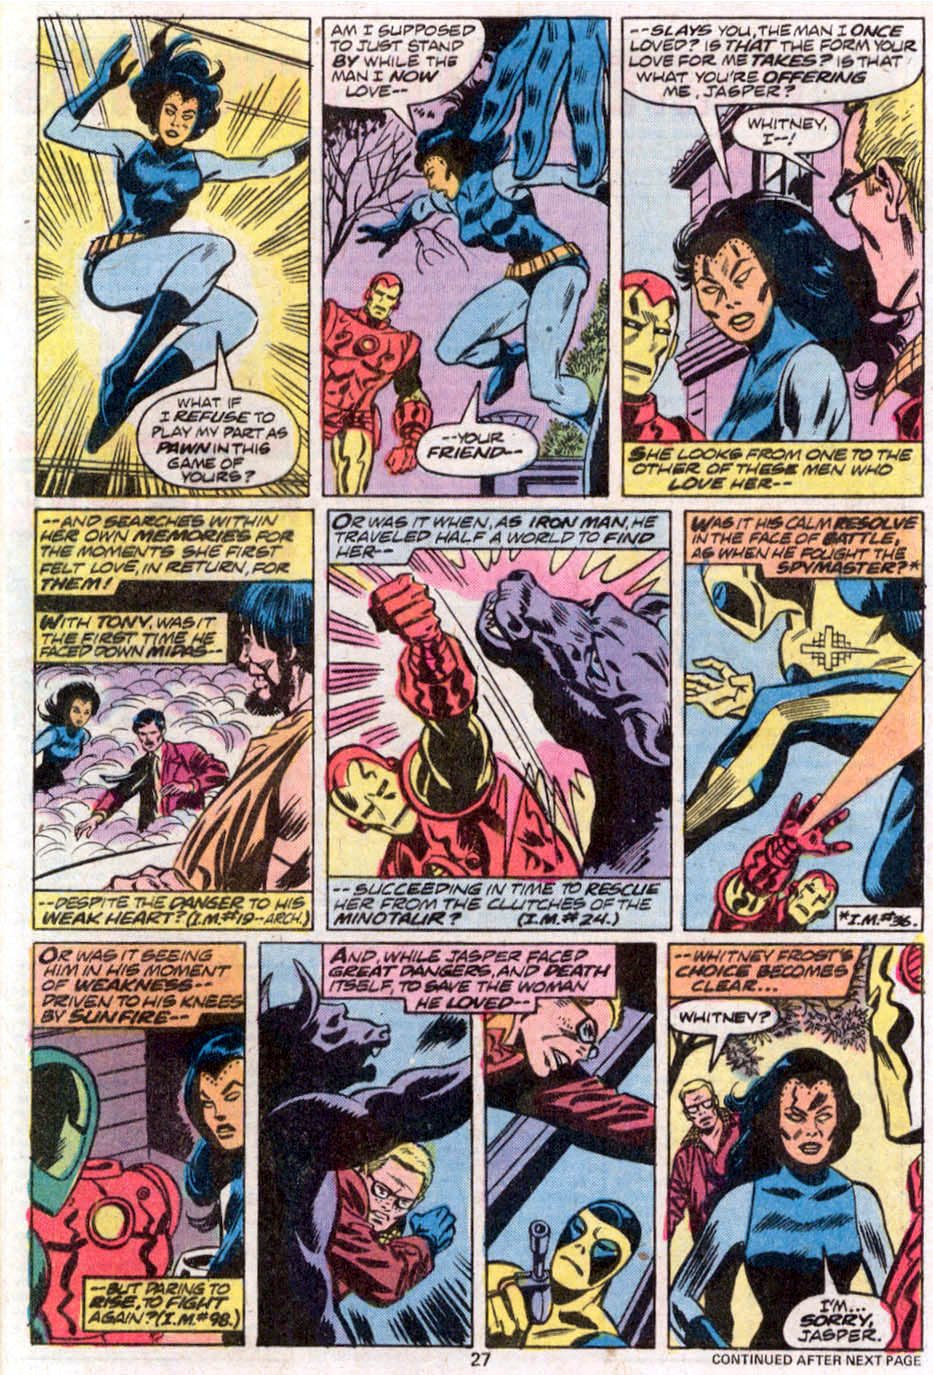 WHAT IF
I REFUSE TO
PLAY MY PART AS
PAWN IN THIS
GAME OF
YOURS?
AM I SUPPOSED
TO JUST STAND
BY WHILE THE
MAN I NOW
LOVE--
--YOUR
FRIEND--
--SLAYS YOU, THE MAN I ONCE
LOVED? IS THAT THE FORM YOUR
LOVE FOR ME TAKES? IS THAT
WHAT YOU'RE OFFERING
ME, JASPER?
WHITNEY,
I--!
SHE LOOKS FROM ONE TO THE
OTHER OF THESE MEN WHO
LOVE HER--
--AND SEARCHES WITHIN
HER OWN MEMORIES FOR
THE MOMENTS SHE FIRST
FELT LOVE, IN RETURN, FOR
THEM!
WITH TONY, WAS IT
THE FIRST TIME HE
FACED DOWN MIDAS--
--DESPITE THE DANGER TO HIS
WEAK HEART? (I.M.#19--ARCH.)
OR WAS IT WHEN, AS IRON MAN, HE
TRAVELED HALF A WORLD TO FIND
HER--
--SUCCEEDING IN TIME TO RESCUE
HER FROM THE CLUTCHES OF THE
MINOTAUR? (I.M.# 24.)
WAS IT HIS CALM RESOLVE
IN THE FACE OF BATTLE,
AS WHEN HE FOUGHT THE
SPYMASTER?*
*I.M.#36.
OR WAS IT SEEING
HIM IN HIS MOMENT
OF WEAKNESS--
DRIVEN TO HIS KNEES
BY SUNFIRE--
--BUT DARING TO
RISE, TO FIGHT
AGAIN? (I.M.#98.)
AND, WHILE JASPER FACED
GREAT DANGERS, AND DEATH
ITSELF, TO SAVE THE WOMAN
HE LOVED--
--WHITNEY FROST'S
CHOICE BECOMES
CLEAR...
WHITNEY?
I'M...
SORRY,
JASPER.
27
CONTINUED AFTER NEXT PAGE